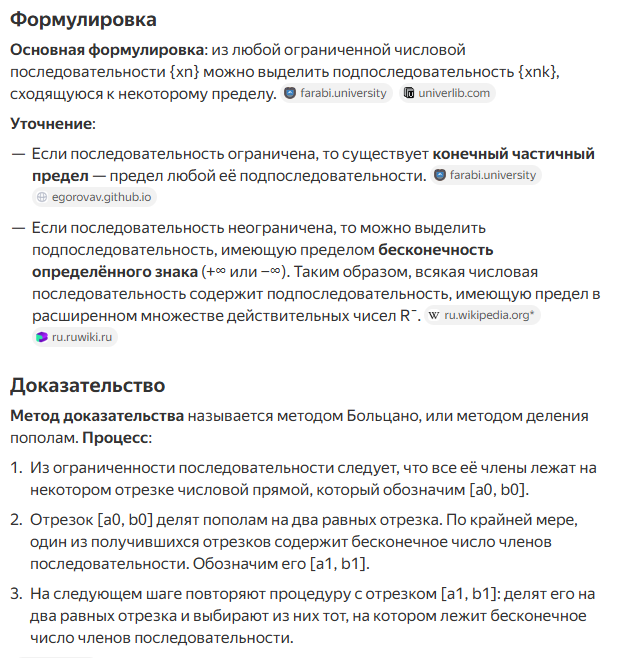 Формулировка
Основная формулировка: из любой ограниченной числовой
последовательности {xn} можно выделить подпоследовательность {xnk},
сходящуюся к некоторому пределу. farabi.university univerlib.com
Уточнение:
— Если последовательность ограничена, то существует конечный частичный
предел — предел любой её подпоследовательности. farabi.university
egorovav.github.io
— Если последовательность неограничена, то можно выделить
подпоследовательность, имеющую пределом бесконечность
определённого знака (+∞ или −∞). Таким образом, всякая числовая
последовательность содержит подпоследовательность, имеющую предел в
расширенном множестве действительных чисел R¯. W ru.wikipedia.org*
ru.ruwiki.ru
Доказательство
Метод доказательства называется методом Больцано, или методом деления
пополам. Процесс:
1. Из ограниченности последовательности следует, что все её члены лежат на
некотором отрезке числовой прямой, который обозначим [a0, b0].
2. Отрезок [a0, b0] делят пополам на два равных отрезка. По крайней мере,
один из получившихся отрезков содержит бесконечное число членов
последовательности. Обозначим его [a1, b1].
3. На следующем шаге повторяют процедуру с отрезком [a1, b1]: делят его на
два равных отрезка и выбирают из них тот, на котором лежит бесконечное
число членов последовательности.